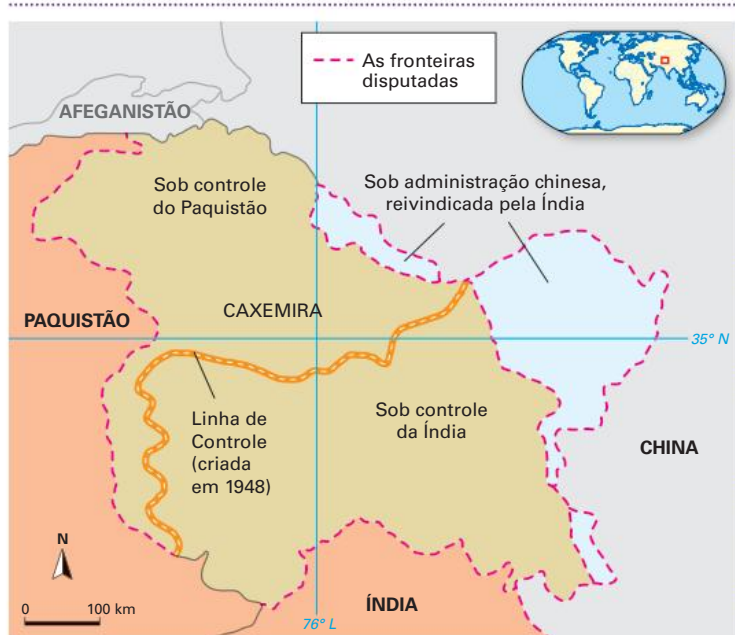 As fronteiras
disputadas
AFEGANISTÃO
Sob controle
do Paquistão
Sob administração chinesa,
reivindicada pela Índia
PAQUISTÃO
CAXEMIRA
35° N
Linha de
Controle
(criada
em 1948)
Sob controle
da Índia
CHINA
N
0 100 km
ÍNDIA
76° L